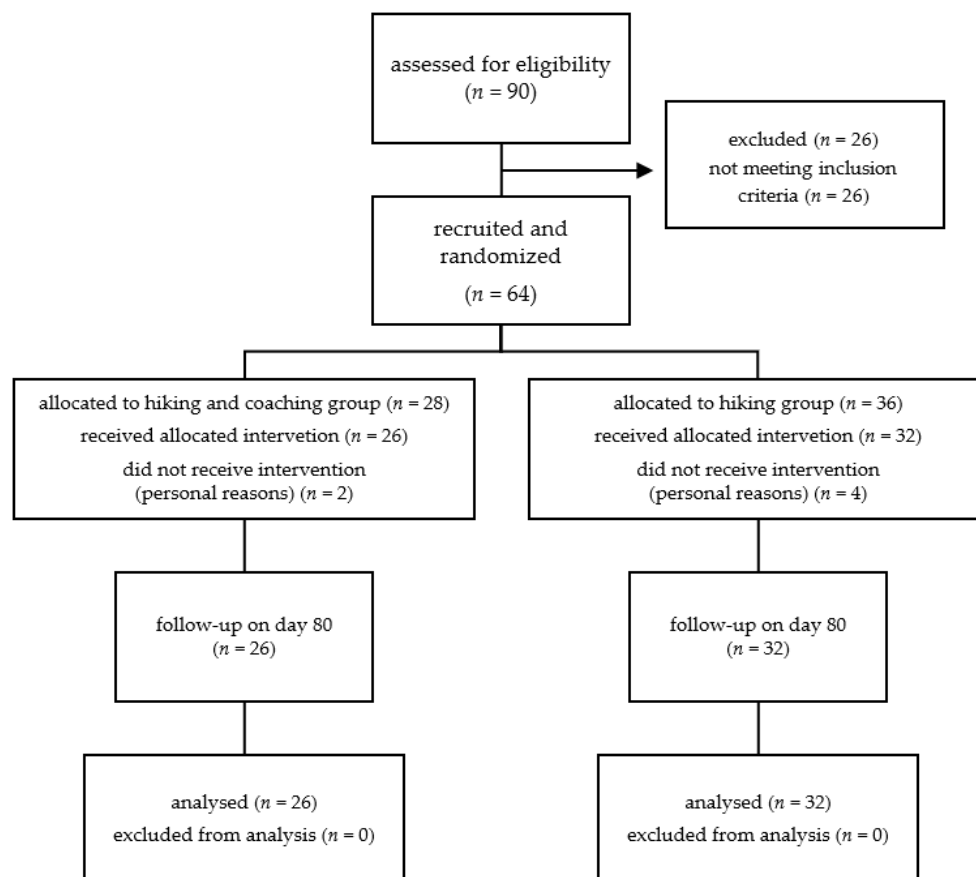 assessed for eligibility
(n = 90)
excluded (n = 26)
not meeting inclusion
criteria (n = 26)
recruited and
randomized
(n = 64)
allocated to hiking and coaching group (n = 28)
received allocated intervetion (n = 26)
did not receive intervention
(personal reasons) (n = 2)
allocated to hiking group (n = 36)
received allocated intervetion (n = 32)
did not receive intervention
(personal reasons) (n = 4)
follow-up on day 80
(n = 26)
follow-up on day 80
(n = 32)
analysed (n = 26)
excluded from analysis (n = 0)
analysed (n = 32)
excluded from analysis (n = 0)